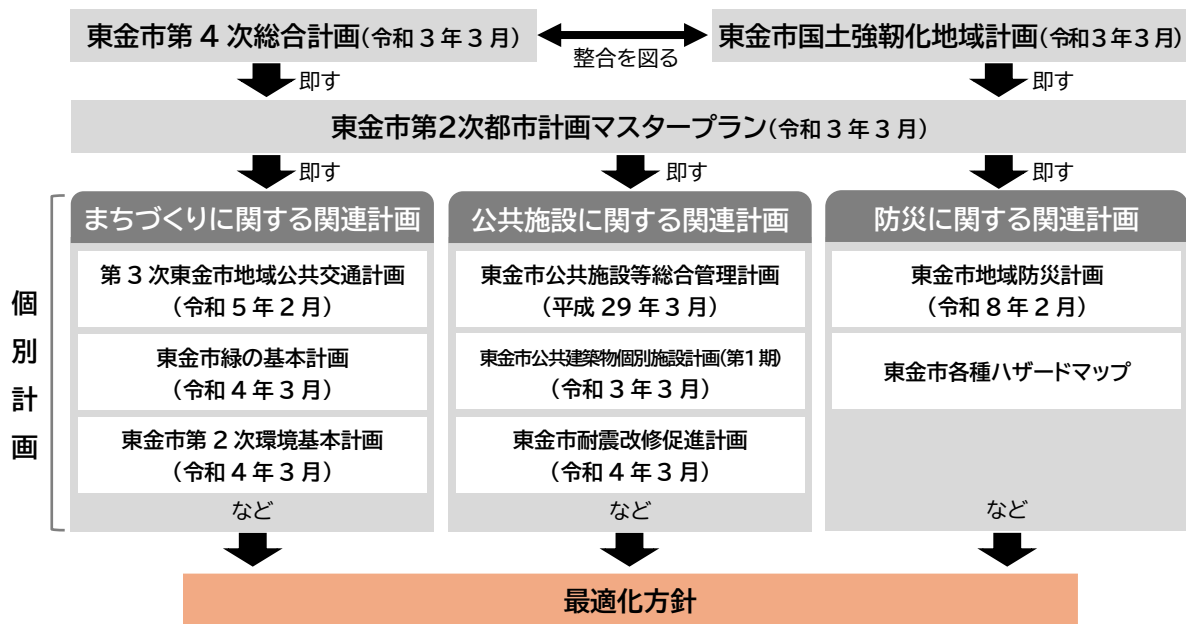 東金市第4次総合計画(令和3年3月)
整合を図る
東金市国土強靭化地域計画(令和3年3月)
即す
即す
東金市第2次都市計画マスタープラン(令和3年3月)
即す
即す
即す
個別計画
まちづくりに関する関連計画
第3次東金市地域公共交通計画
(令和5年2月)
東金市緑の基本計画
(令和4年3月)
東金市第2次環境基本計画
(令和4年3月)
など
公共施設に関する関連計画
東金市公共施設等総合管理計画
(平成29年3月)
東金市公共建築物個別施設計画(第1期)
(令和3年3月)
東金市耐震改修促進計画
(令和4年3月)
など
防災に関する関連計画
東金市地域防災計画
(令和8年2月)
東金市各種ハザードマップ
など
最適化方針